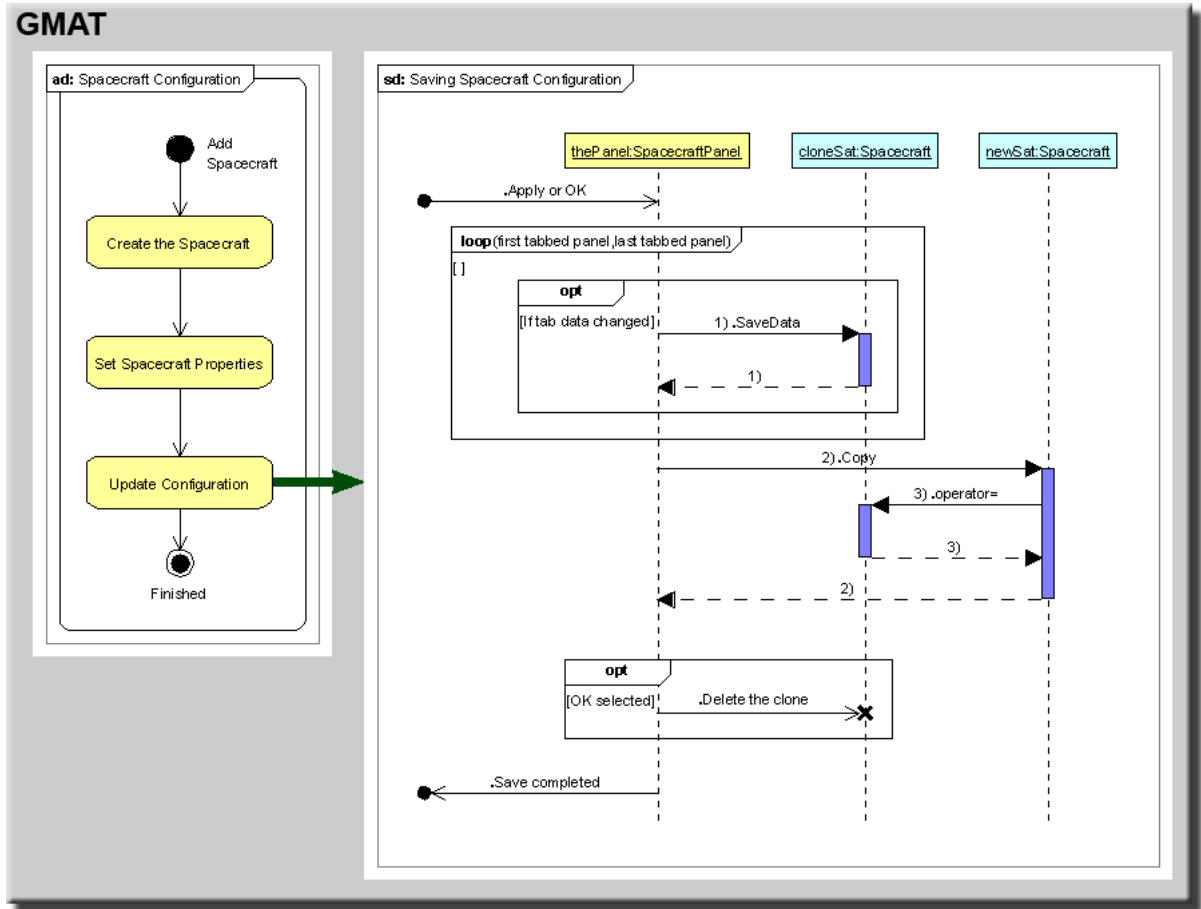 GMAT
ad: Spacecraft Configuration
Add
Spacecraft
Create the Spacecraft
Set Spacecraft Properties
Update Configuration
Finished
sd: Saving Spacecraft Configuration
thePanel:SpacecraftPanel
cloneSat:Spacecraft
newSat:Spacecraft
.Apply or OK
loop(first tabbed panel,last tabbed panel)
[ ]
opt
[If tab data changed]
1) .SaveData
1)
2).Copy
3) .operator=
3)
2)
opt
[OK selected]
.Delete the clone
.Save completed